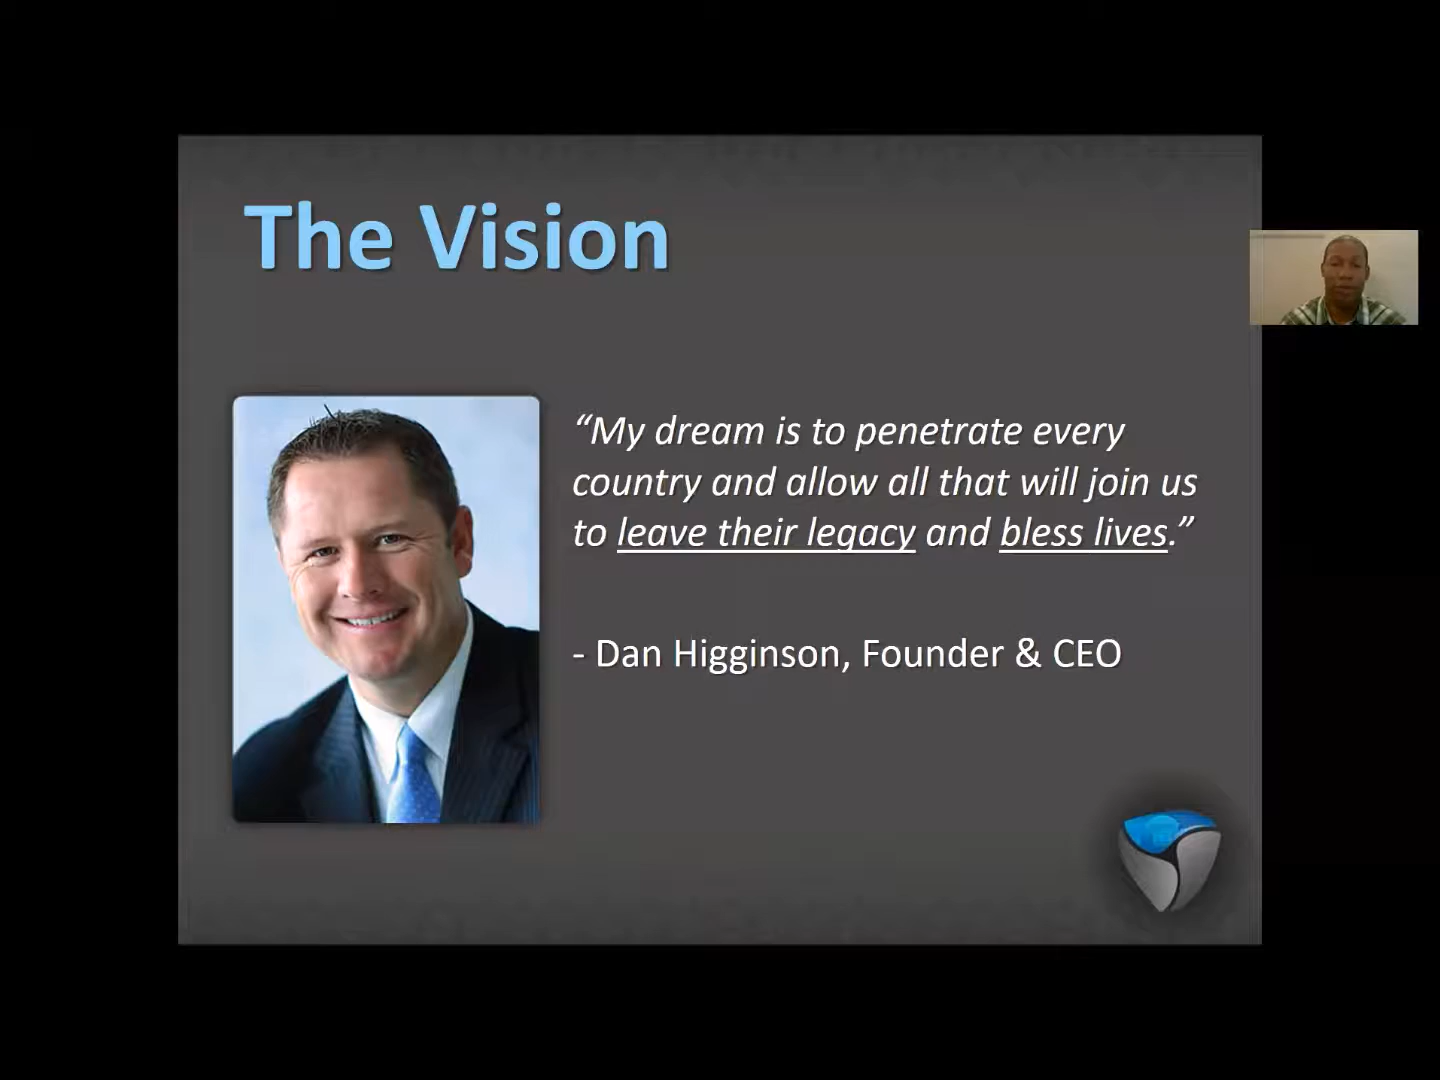 The Vision
“My dream is to penetrate every
country and allow all that will join us
to leave their legacy and bless lives.”
- Dan Higginson, Founder & CEO